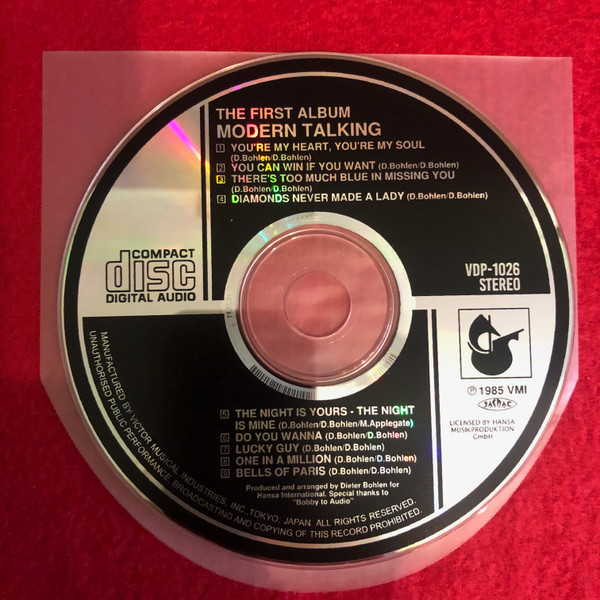 THE FIRST ALBUM
MODERN TALKING
1 YOU'RE MY HEART, YOU'RE MY SOUL
(D.Bohlen/D.Bohlen)
2 YOU CAN WIN IF YOU WANT (D.Bohlen/D.Bohlen)
3 THERE'S TOO MUCH BLUE IN MISSING YOU
(D.Bohlen/D.Bohlen)
4 DIAMONDS NEVER MADE A LADY (D.Bohlen/D.Bohlen)
COMPACT
disc
DIGITAL AUDIO
VDP-1026
STEREO
Ⓟ 1985 VMI
JASRAC
LICENSED BY HANSA
MUSIKPRODUKTION
GmbH
5 THE NIGHT IS YOURS - THE NIGHT
IS MINE (D.Bohlen/D.Bohlen/M.Applegate)
6 DO YOU WANNA (D.Bohlen/D.Bohlen)
7 LUCKY GUY (D.Bohlen/D.Bohlen)
8 ONE IN A MILLION (D.Bohlen/D.Bohlen)
9 BELLS OF PARIS (D.Bohlen/D.Bohlen)
Produced and arranged by Dieter Bohlen for
Hansa International. Special thanks to
"Bobby to Audio"
MANUFACTURED BY VICTOR MUSICAL INDUSTRIES, INC. TOKYO, JAPAN. ALL RIGHTS RESERVED.
UNAUTHORISED PUBLIC PERFORMANCE, BROADCASTING AND COPYING OF THIS RECORD PROHIBITED.